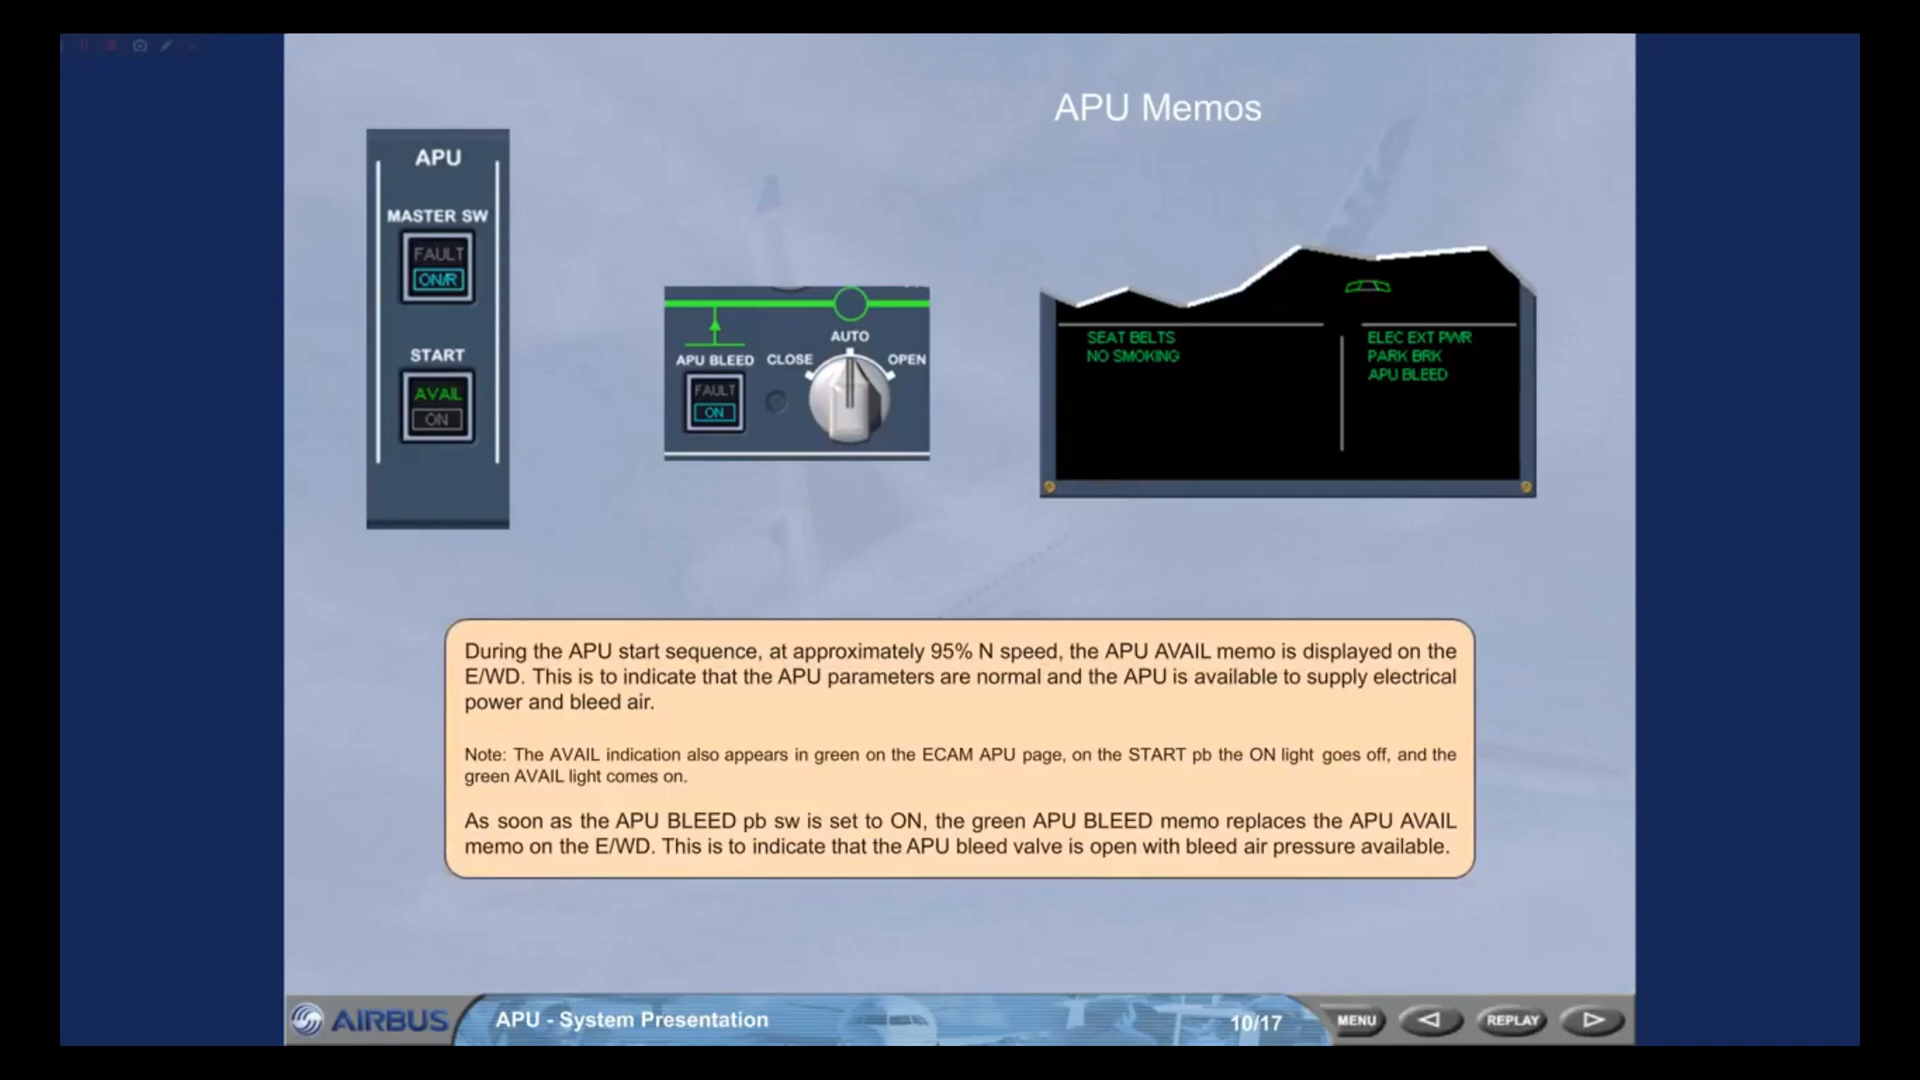 APU Memos
APU
MASTER SW
FAULT
ON/R
START
AVAIL
ON
AUTO
APU BLEED
CLOSE
OPEN
FAULT
ON
SEAT BELTS
NO SMOKING
ELEC EXT PWR
PARK BRK
APU BLEED
During the APU start sequence, at approximately 95% N speed, the APU AVAIL memo is displayed on the
E/WD. This is to indicate that the APU parameters are normal and the APU is available to supply electrical
power and bleed air.
Note: The AVAIL indication also appears in green on the ECAM APU page, on the START pb the ON light goes off, and the
green AVAIL light comes on.
As soon as the APU BLEED pb sw is set to ON, the green APU BLEED memo replaces the APU AVAIL
memo on the E/WD. This is to indicate that the APU bleed valve is open with bleed air pressure available.
AIRBUS
APU - System Presentation
10/17
MENU
REPLAY